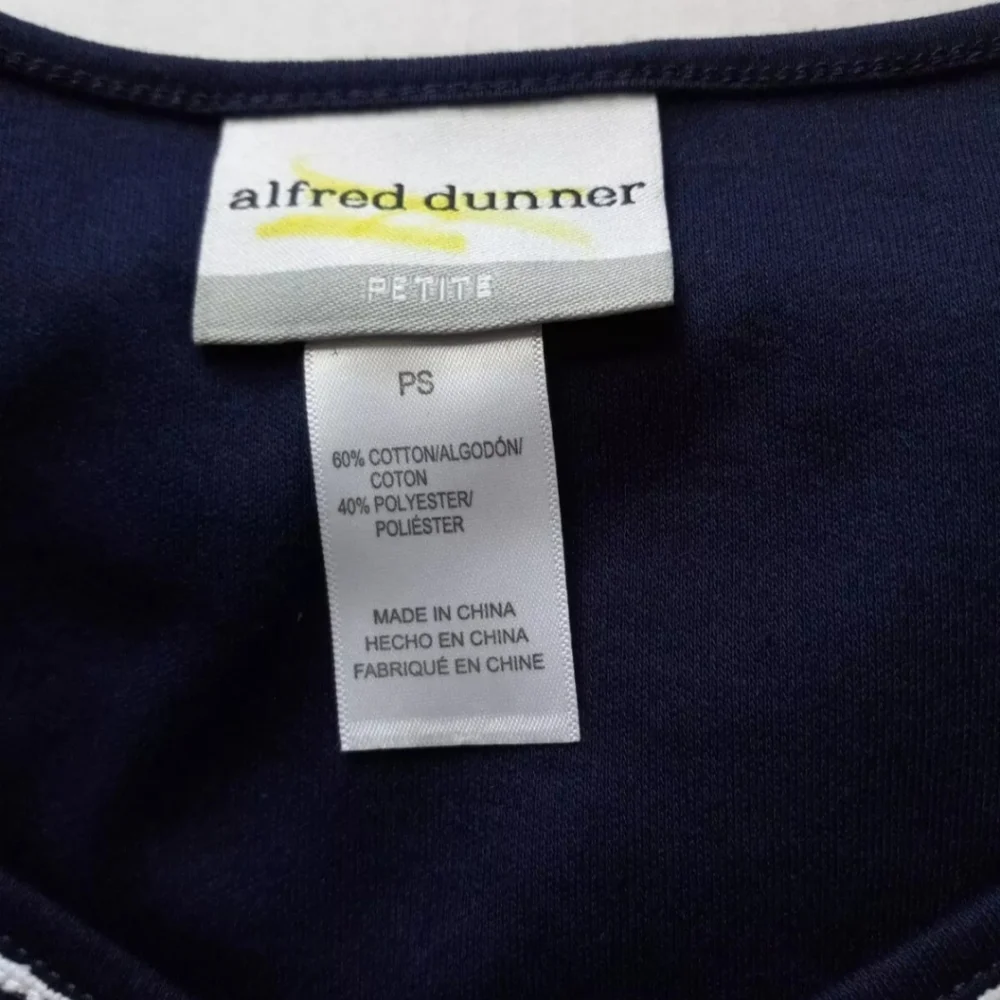 alfred dunner
PETITE
PS
60% COTTON/ALGODÓN/
COTON
40% POLYESTER/
POLIÉSTER
MADE IN CHINA
HECHO EN CHINA
FABRIQUÉ EN CHINE